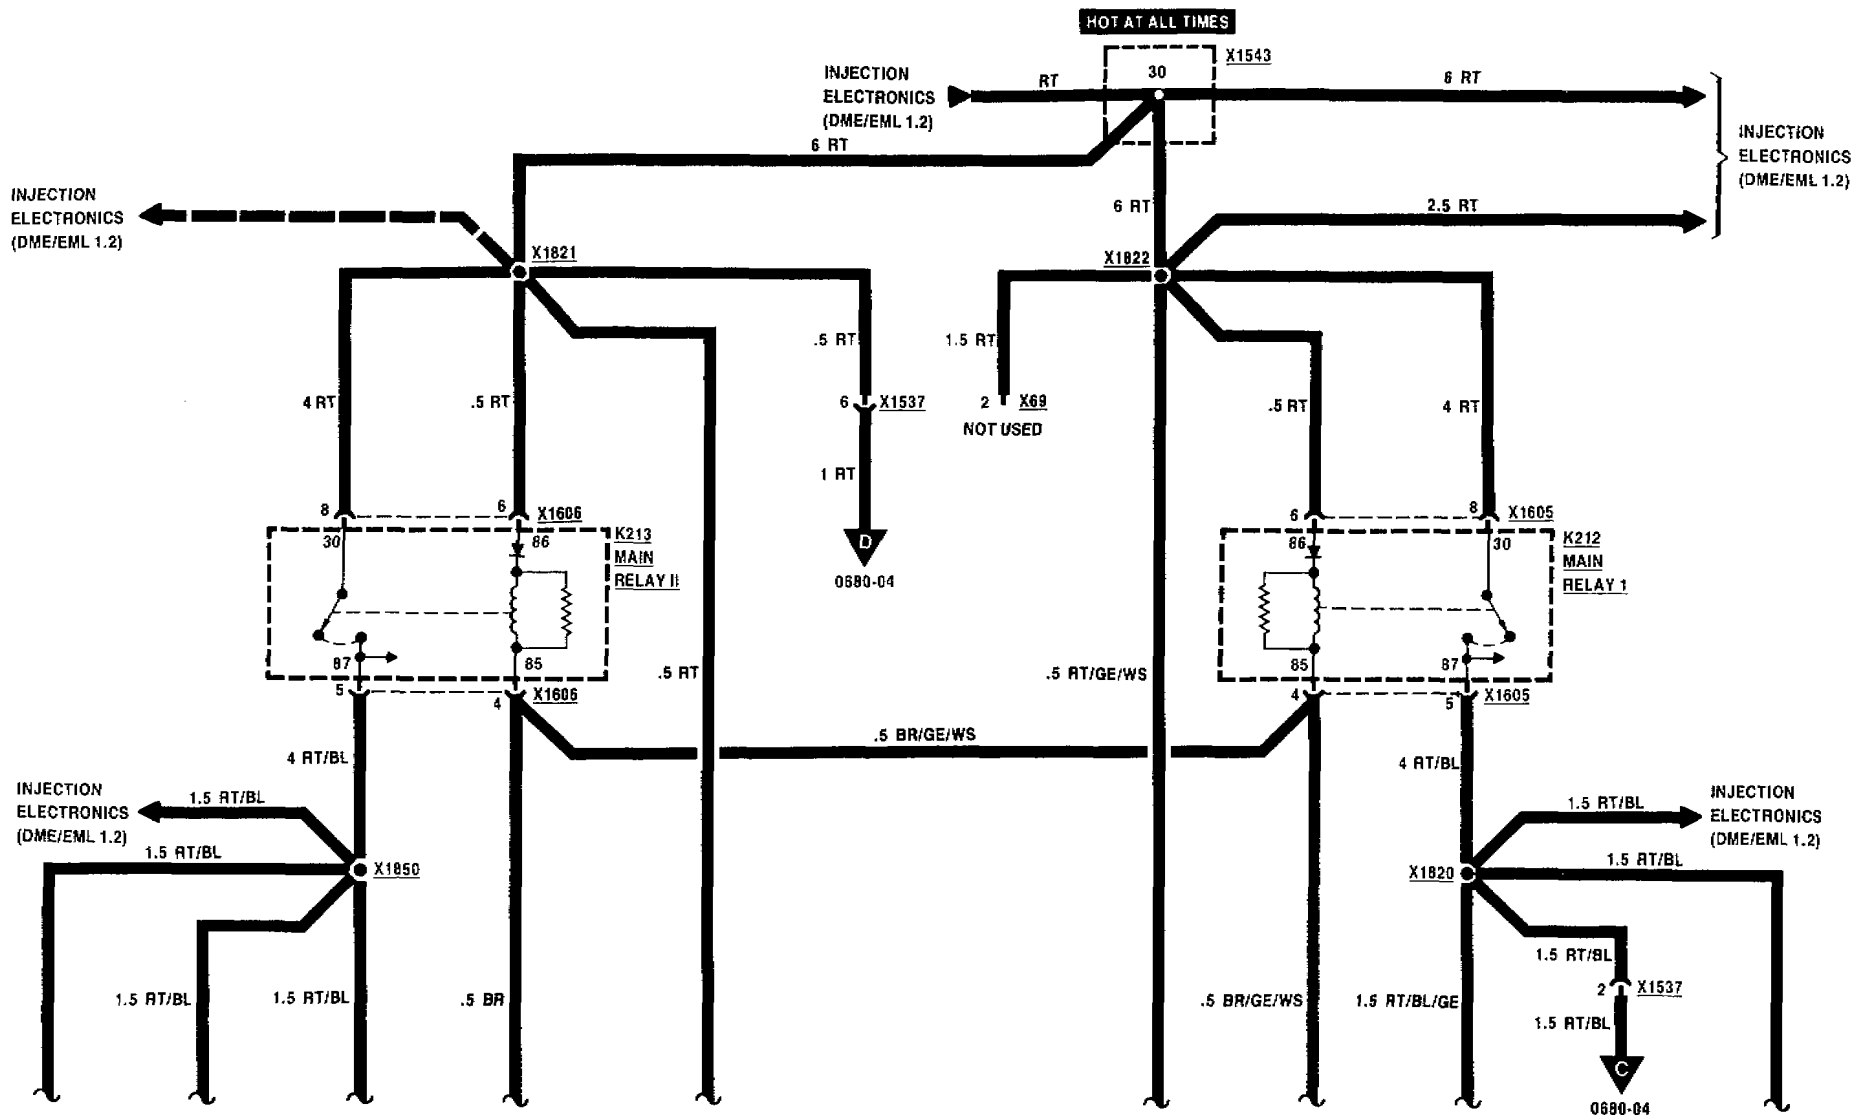 HOT AT ALL TIMES
X1543
30
INJECTION
ELECTRONICS
(DME/EML 1.2)
RT
6 RT
INJECTION
ELECTRONICS
(DME/EML 1.2)
6 RT
INJECTION
ELECTRONICS
(DME/EML 1.2)
6 RT
2.5 RT
X1821
X1822
4 RT
.5 RT
.5 RT
1.5 RT
.5 RT
4 RT
6
X1537
2
X69
NOT USED
1 RT
D
0680-04
8
6
X1606
30
86
K213
MAIN
RELAY II
87
85
5
4
X1606
6
8
X1605
86
30
K212
MAIN
RELAY 1
85
87
4
5
X1605
.5 RT
.5 RT/GE/WS
.5 BR/GE/WS
4 RT/BL
4 RT/BL
INJECTION
ELECTRONICS
(DME/EML 1.2)
1.5 RT/BL
1.5 RT/BL
X1850
1.5 RT/BL
INJECTION
ELECTRONICS
(DME/EML 1.2)
1.5 RT/BL
X1820
1.5 RT/BL
2
X1537
1.5 RT/BL
1.5 RT/BL
1.5 RT/BL
.5 BR
.5 BR/GE/WS
1.5 RT/BL/GE
C
0680-04